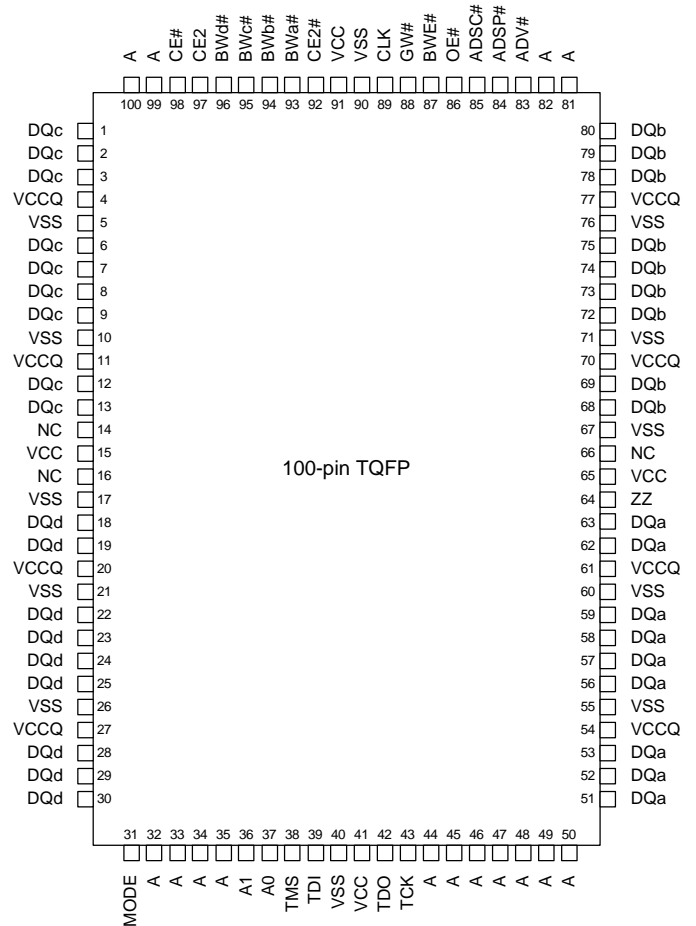 A A CE# CE2 BWd# BWc# BWb# BWa# CE2# VCC VSS CLK GW# BWE# OE# ADSC# ADSP# ADV# A A
100 99 98 97 96 95 94 93 92 91 90 89 88 87 86 85 84 83 82 81
DQc 1 80 DQb
DQc 2 79 DQb
DQc 3 78 DQb
VCCQ 4 77 VCCQ
VSS 5 76 VSS
DQc 6 75 DQb
DQc 7 74 DQb
DQc 8 73 DQb
DQc 9 72 DQb
VSS 10 71 VSS
VCCQ 11 70 VCCQ
DQc 12 69 DQb
DQc 13 68 DQb
NC 14 67 VSS
VCC 15 66 NC
NC 16 65 VCC
100-pin TQFP
VSS 17 64 ZZ
DQd 18 63 DQa
DQd 19 62 DQa
VCCQ 20 61 VCCQ
VSS 21 60 VSS
DQd 22 59 DQa
DQd 23 58 DQa
DQd 24 57 DQa
DQd 25 56 DQa
VSS 26 55 VSS
VCCQ 27 54 VCCQ
DQd 28 53 DQa
DQd 29 52 DQa
DQd 30 51 DQa
31 32 33 34 35 36 37 38 39 40 41 42 43 44 45 46 47 48 49 50
MODE A A A A A1 A0 TMS TDI VSS VCC TDO TCK A A A A A A A